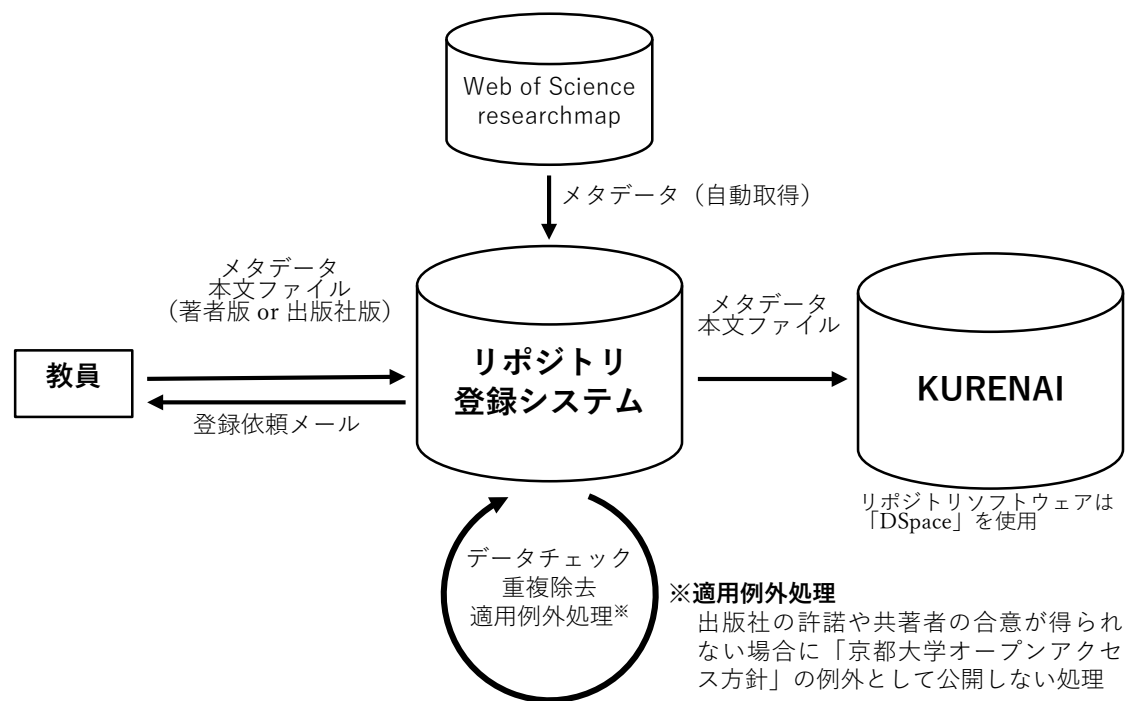 Web of Science
researchmap
メタデータ（自動取得）
メタデータ
本文ファイル
（著者版 or 出版社版）
教員
登録依頼メール
リポジトリ
登録システム
メタデータ
本文ファイル
KURENAI
リポジトリソフトウェアは
「DSpace」を使用
データチェック
重複除去
適用例外処理※
※適用例外処理
出版社の許諾や共著者の合意が得られ
ない場合に「京都大学オープンアクセ
ス方針」の例外として公開しない処理